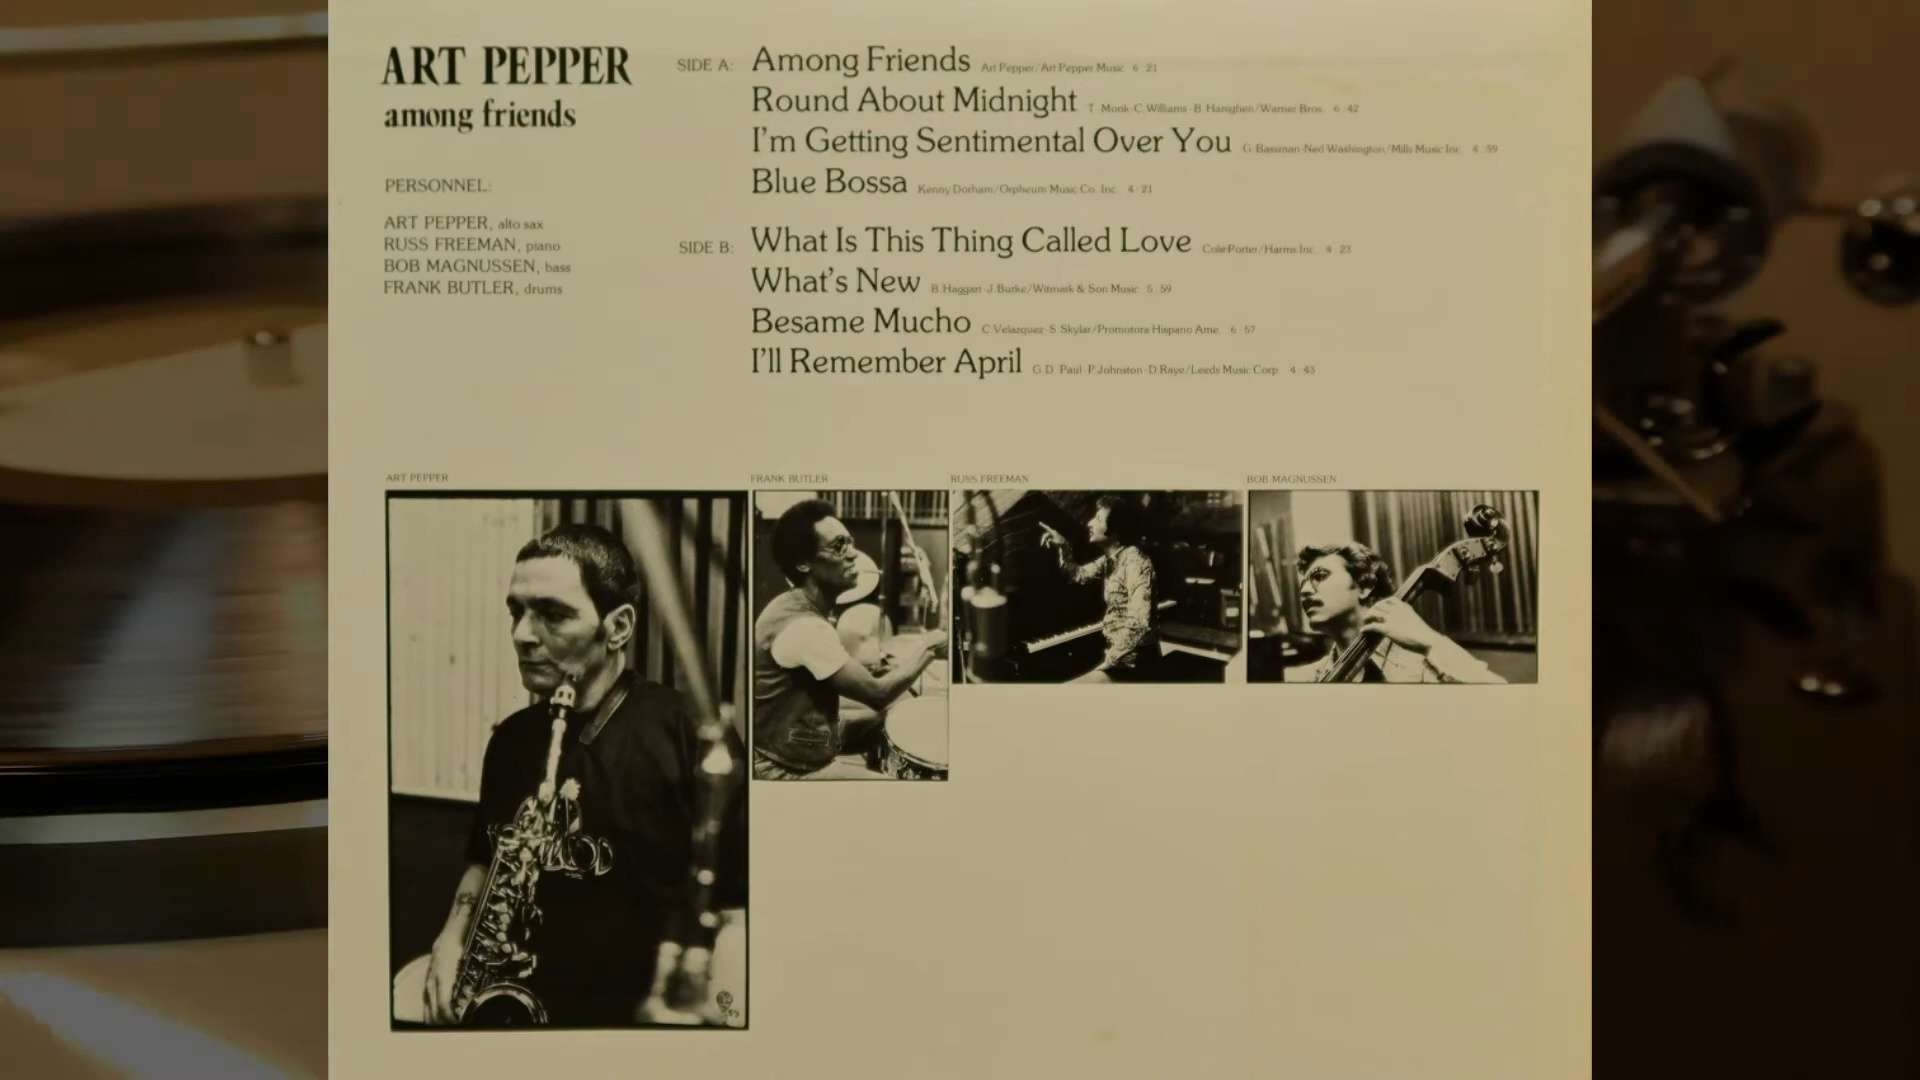 ART PEPPER
among friends
PERSONNEL:
ART PEPPER, alto sax
RUSS FREEMAN, piano
BOB MAGNUSSEN, bass
FRANK BUTLER, drums
SIDE A: Among Friends Art Pepper/Art Pepper Music 6:21
Round About Midnight T. Monk-C. Williams-B. Hanighen/Warner Bros. 6:42
I'm Getting Sentimental Over You G. Bassman-Ned Washington/Mills Music Inc. 4:59
Blue Bossa Kenny Dorham/Orpheum Music Co. Inc. 4:21
SIDE B: What Is This Thing Called Love Cole Porter/Harms Inc. 4:23
What's New B. Haggart-J. Burke/Witmark & Son Music 5:59
Besame Mucho C. Velazquez-S. Skylar/Promotora Hispano Ame. 6:57
I'll Remember April G.D. Paul-P. Johnston-D. Raye/Leeds Music Corp 4:43
ART PEPPER
FRANK BUTLER
RUSS FREEMAN
BOB MAGNUSSEN